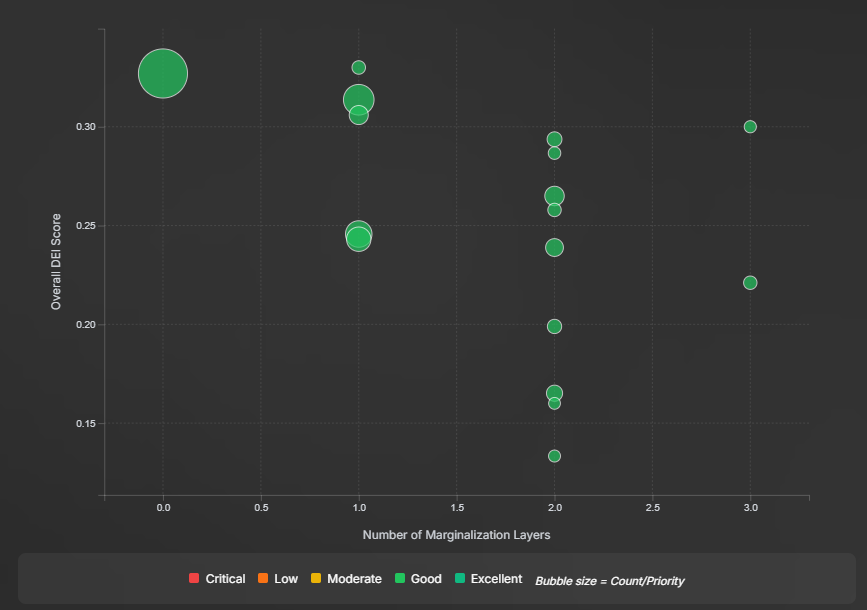 0.30
0.25
0.20
0.15
Overall DEI Score
0.0 0.5 1.0 1.5 2.0 2.5 3.0
Number of Marginalization Layers
Critical Low Moderate Good Excellent Bubble size = Count/Priority